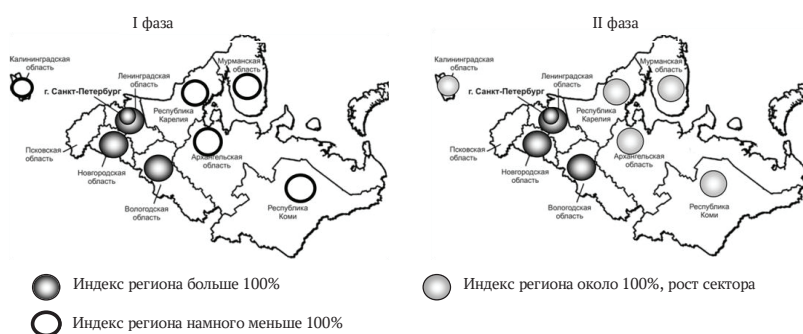 I фаза
Калининградская
область
Мурманская
область
Ленинградская
область
г. Санкт-Петербург
Республика
Карелия
Псковская
область
Архангельская
область
Новгородская
область
Вологодская
область
Республика
Коми
II фаза
Калининградская
область
Мурманская
область
Ленинградская
область
г. Санкт-Петербург
Республика
Карелия
Псковская
область
Архангельская
область
Новгородская
область
Вологодская
область
Республика
Коми
Индекс региона больше 100%
Индекс региона намного меньше 100%
Индекс региона около 100%, рост сектора